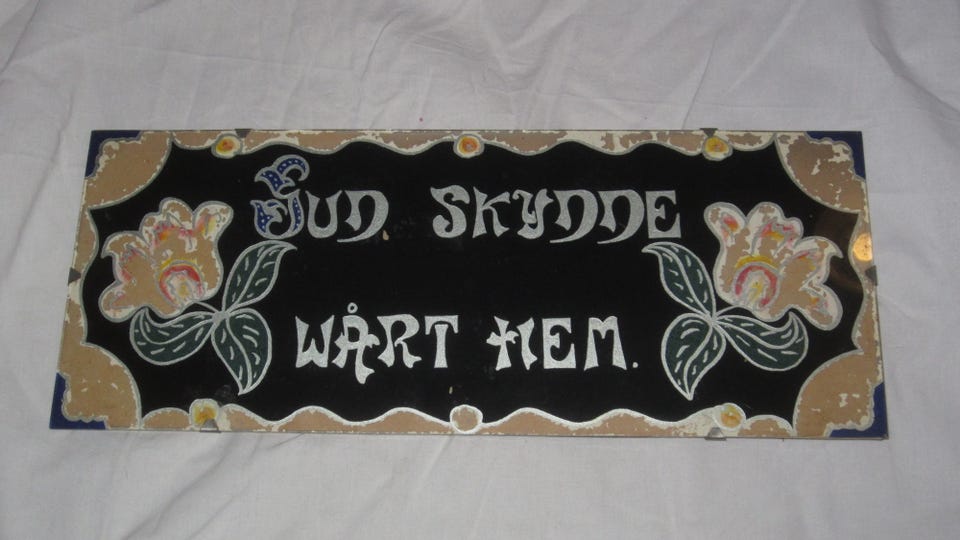 GUD SKYDDE
WÅRT HEM.